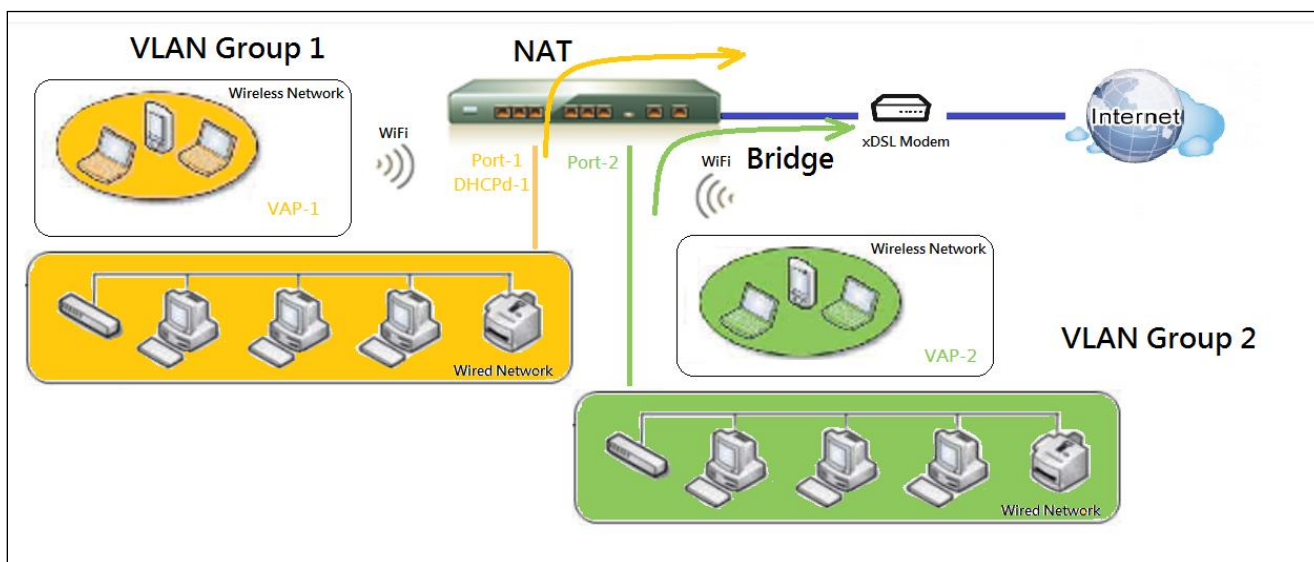 VLAN Group 1
NAT
Wireless Network
WiFi
VAP-1
Port-1
DHCPd-1
Port-2
WiFi
Bridge
xDSL Modem
Internet
Wired Network
Wireless Network
VAP-2
VLAN Group 2
Wired Network